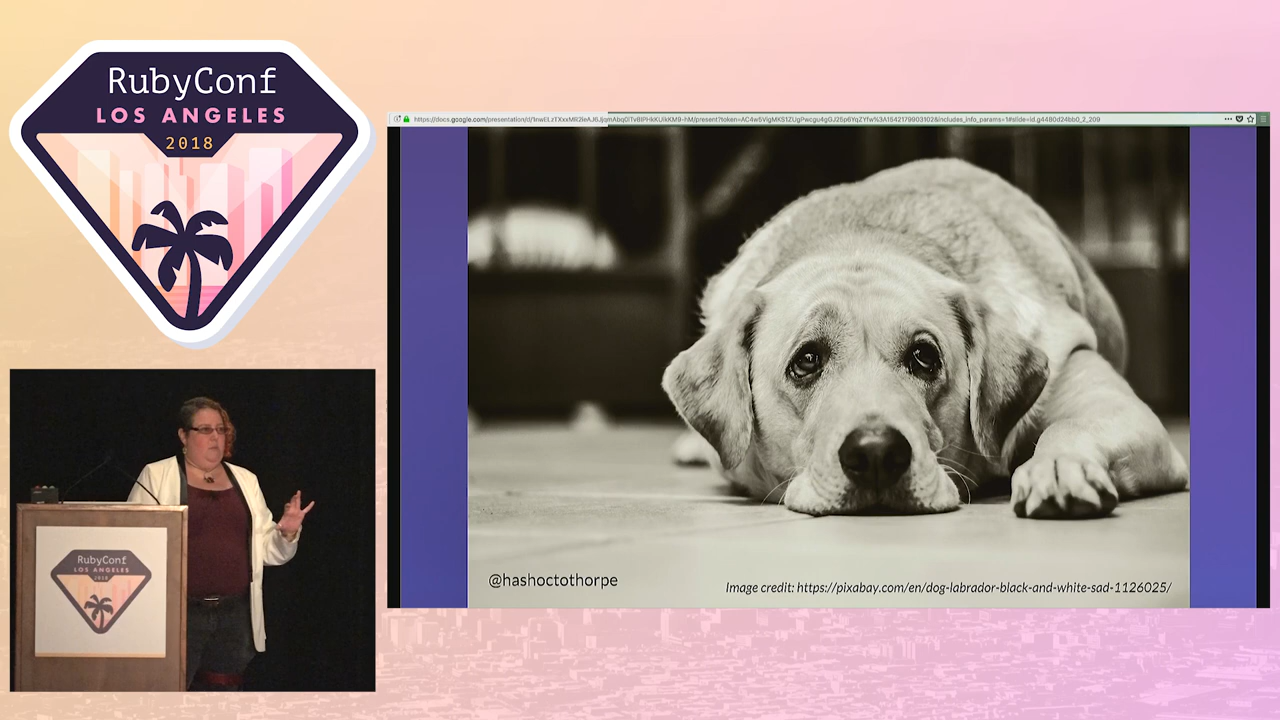 RubyConf
LOS ANGELES
2018
@hashoctothorpe
Image credit: https://pixabay.com/en/dog-labrador-black-and-white-sad-1126025/
RubyConf
LOS ANGELES
2018